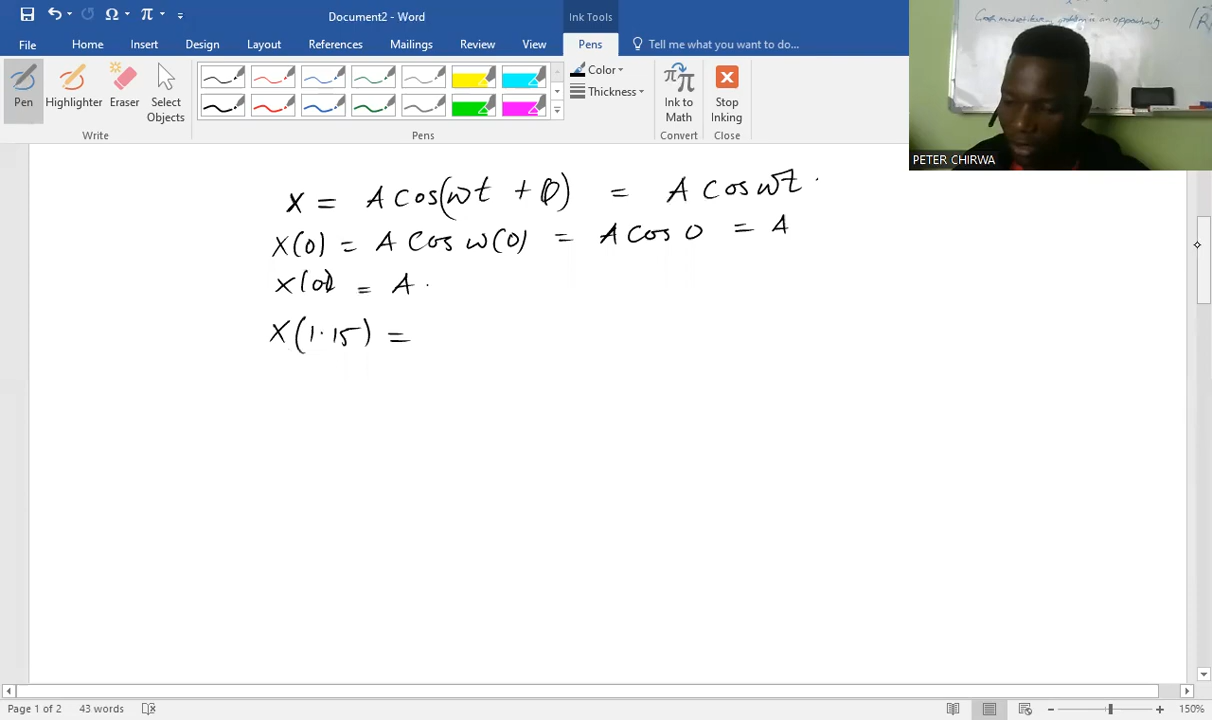 Document2 - Word
Ink Tools
File Home Insert Design Layout References Mailings Review View Pens Tell me what you want to do...
Pen Highlighter Eraser Select Objects Color Thickness Ink to Math Stop Inking
Write Pens Convert Close
PETER CHIRWA
x = A cos(ωt + φ) = A cos ωt.
x(0) = A cos ω(0) = A cos 0 = A
x(0) = A.
x(1.15) =
Page 1 of 2 43 words 150%